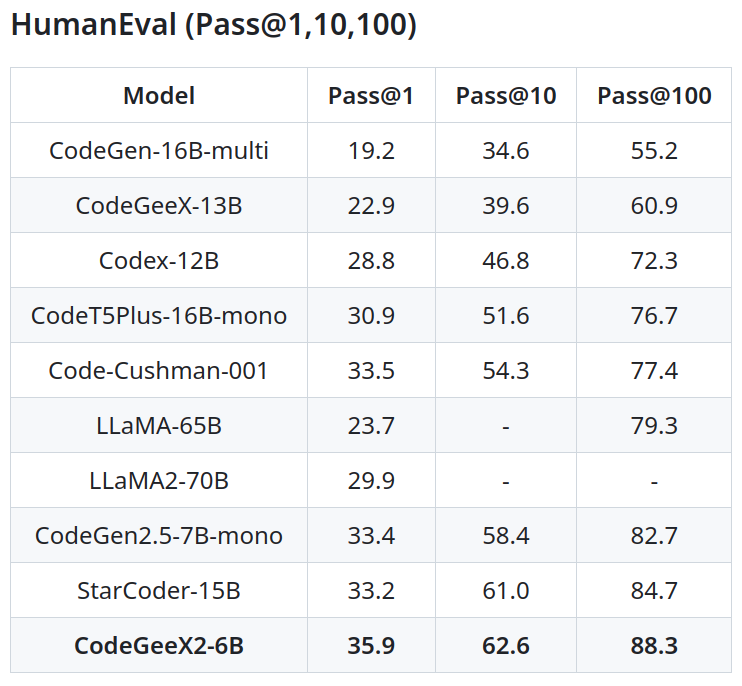 HumanEval (Pass@1,10,100)
Model Pass@1 Pass@10 Pass@100
CodeGen-16B-multi 19.2 34.6 55.2
CodeGeeX-13B 22.9 39.6 60.9
Codex-12B 28.8 46.8 72.3
CodeT5Plus-16B-mono 30.9 51.6 76.7
Code-Cushman-001 33.5 54.3 77.4
LLaMA-65B 23.7 - 79.3
LLaMA2-70B 29.9 - -
CodeGen2.5-7B-mono 33.4 58.4 82.7
StarCoder-15B 33.2 61.0 84.7
CodeGeeX2-6B 35.9 62.6 88.3